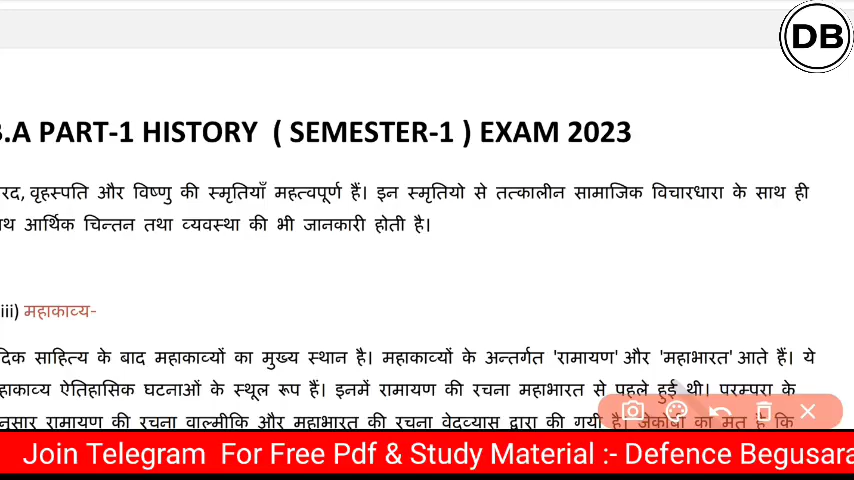 DB
B.A PART-1 HISTORY ( SEMESTER-1 ) EXAM 2023
रद, वृहस्पति और विष्णु की स्मृतियाँ महत्वपूर्ण हैं। इन स्मृतियो से तत्कालीन सामाजिक विचारधारा के साथ ही
थ आर्थिक चिन्तन तथा व्यवस्था की भी जानकारी होती है।
iii) महाकाव्य-
दिक साहित्य के बाद महाकाव्यों का मुख्य स्थान है। महाकाव्यों के अन्तर्गत 'रामायण' और 'महाभारत' आते हैं। ये
हाकाव्य ऐतिहासिक घटनाओं के स्थूल रूप हैं। इनमें रामायण की रचना महाभारत से पहले हुई थी। परम्परा के
नुसार रामायण की रचना वाल्मीकि और महाभारत की रचना वेदव्यास द्वारा की गयी है। जैकोबी का मत है कि
Join Telegram For Free Pdf & Study Material :- Defence Begusara